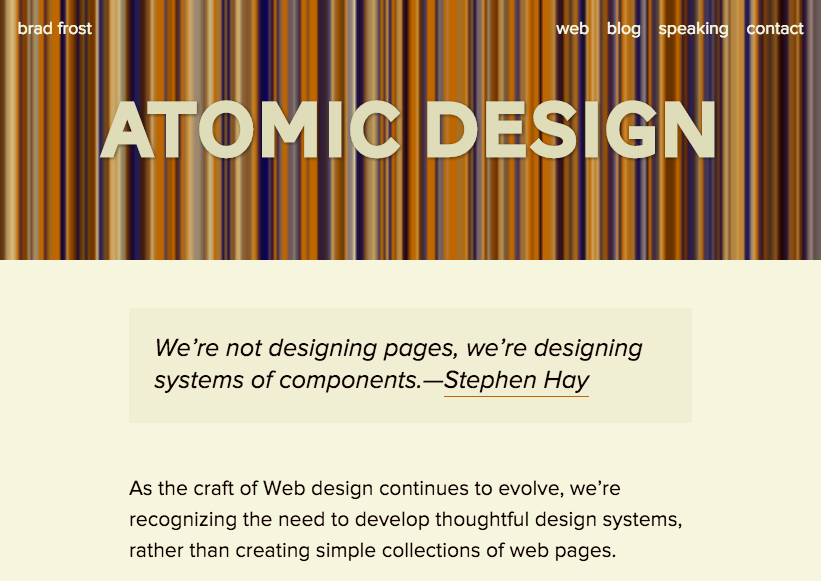 brad frost web blog speaking contact
ATOMIC DESIGN
We’re not designing pages, we’re designing
systems of components.—Stephen Hay
As the craft of Web design continues to evolve, we’re
recognizing the need to develop thoughtful design systems,
rather than creating simple collections of web pages.